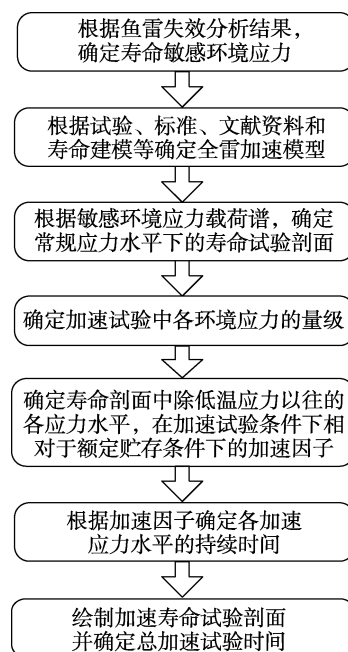 根据鱼雷失效分析结果，
确定寿命敏感环境应力
根据试验、标准、文献资料和
寿命建模等确定全雷加速模型
根据敏感环境应力载荷谱，确定
常规应力水平下的寿命试验剖面
确定加速试验中各环境应力的量级
确定寿命剖面中除低温应力以往的
各应力水平，在加速试验条件下相
对于额定贮存条件下的加速因子
根据加速因子确定各加速
应力水平的持续时间
绘制加速寿命试验剖面
并确定总加速试验时间